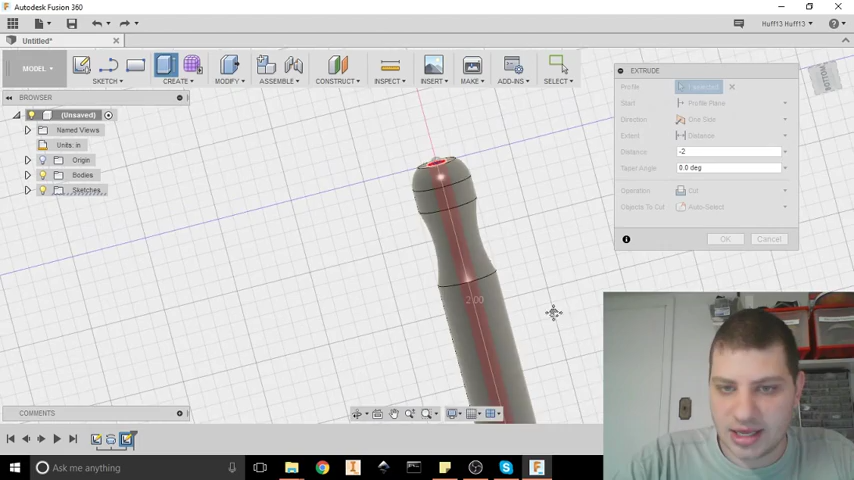 Autodesk Fusion 360
Huff13 Huff13
Untitled*
MODEL
SKETCH
CREATE
MODIFY
ASSEMBLE
CONSTRUCT
INSPECT
INSERT
MAKE
ADD-INS
SELECT
BROWSER
(Unsaved)
Named Views
Units: in
Origin
Bodies
Sketches
EXTRUDE
Profile 1 selected
Start Profile Plane
Direction One Side
Extent Distance
Distance -2
Taper Angle 0.0 deg
Operation Cut
Objects To Cut Auto-Select
OK Cancel
BOTTOM
2.00
COMMENTS
Ask me anything